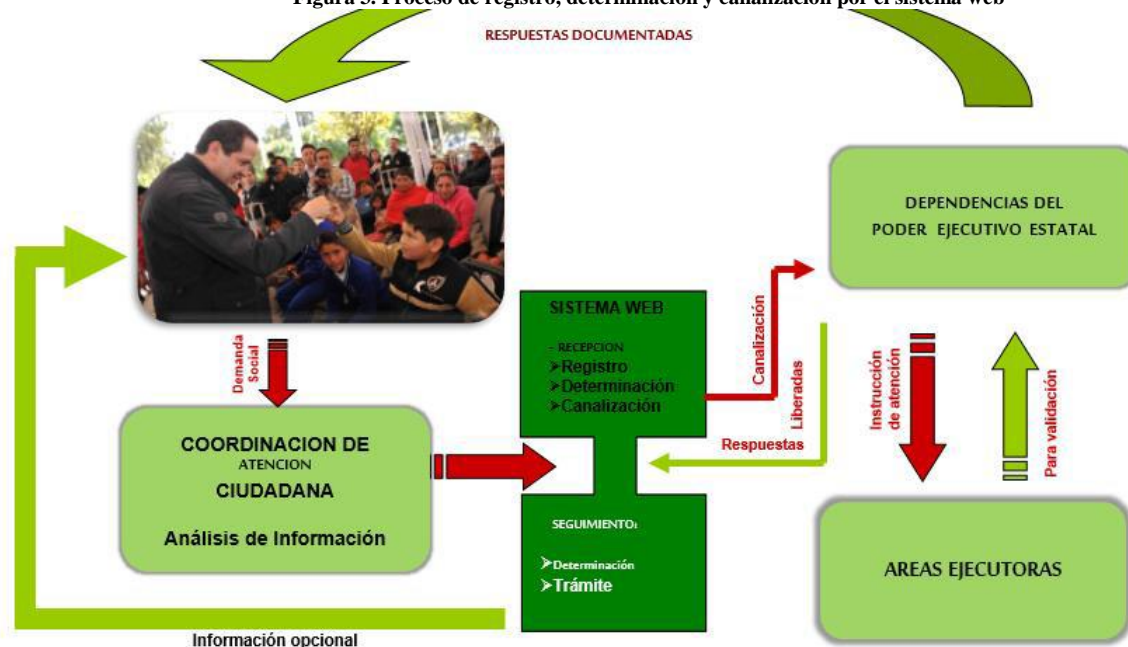 Figura 3. Proceso de registro, determinación y canalización por el sistema web
RESPUESTAS DOCUMENTADAS
Demanda
Social
COORDINACION DE
ATENCION
CIUDADANA
Análisis de Información
SISTEMA WEB
- RECEPCION
➢Registro
➢Determinación
➢Canalización
SEGUIMIENTO:
➢Determinación
➢Trámite
Información opcional
Canalización
Liberadas
Respuestas
DEPENDENCIAS DEL
PODER EJECUTIVO ESTATAL
Instrucción
de atención
Para validación
AREAS EJECUTORAS